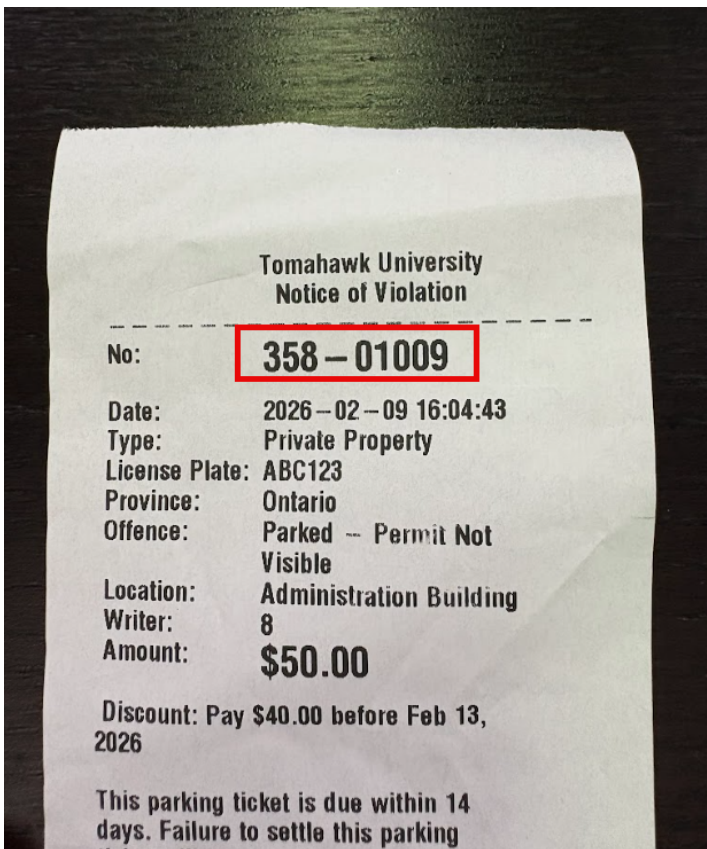 Tomahawk University
Notice of Violation
No: 358-01009
Date: 2026-02-09 16:04:43
Type: Private Property
License Plate: ABC123
Province: Ontario
Offence: Parked -- Permit Not
Visible
Location: Administration Building
Writer: 8
Amount: $50.00
Discount: Pay $40.00 before Feb 13,
2026
This parking ticket is due within 14
days. Failure to settle this parking